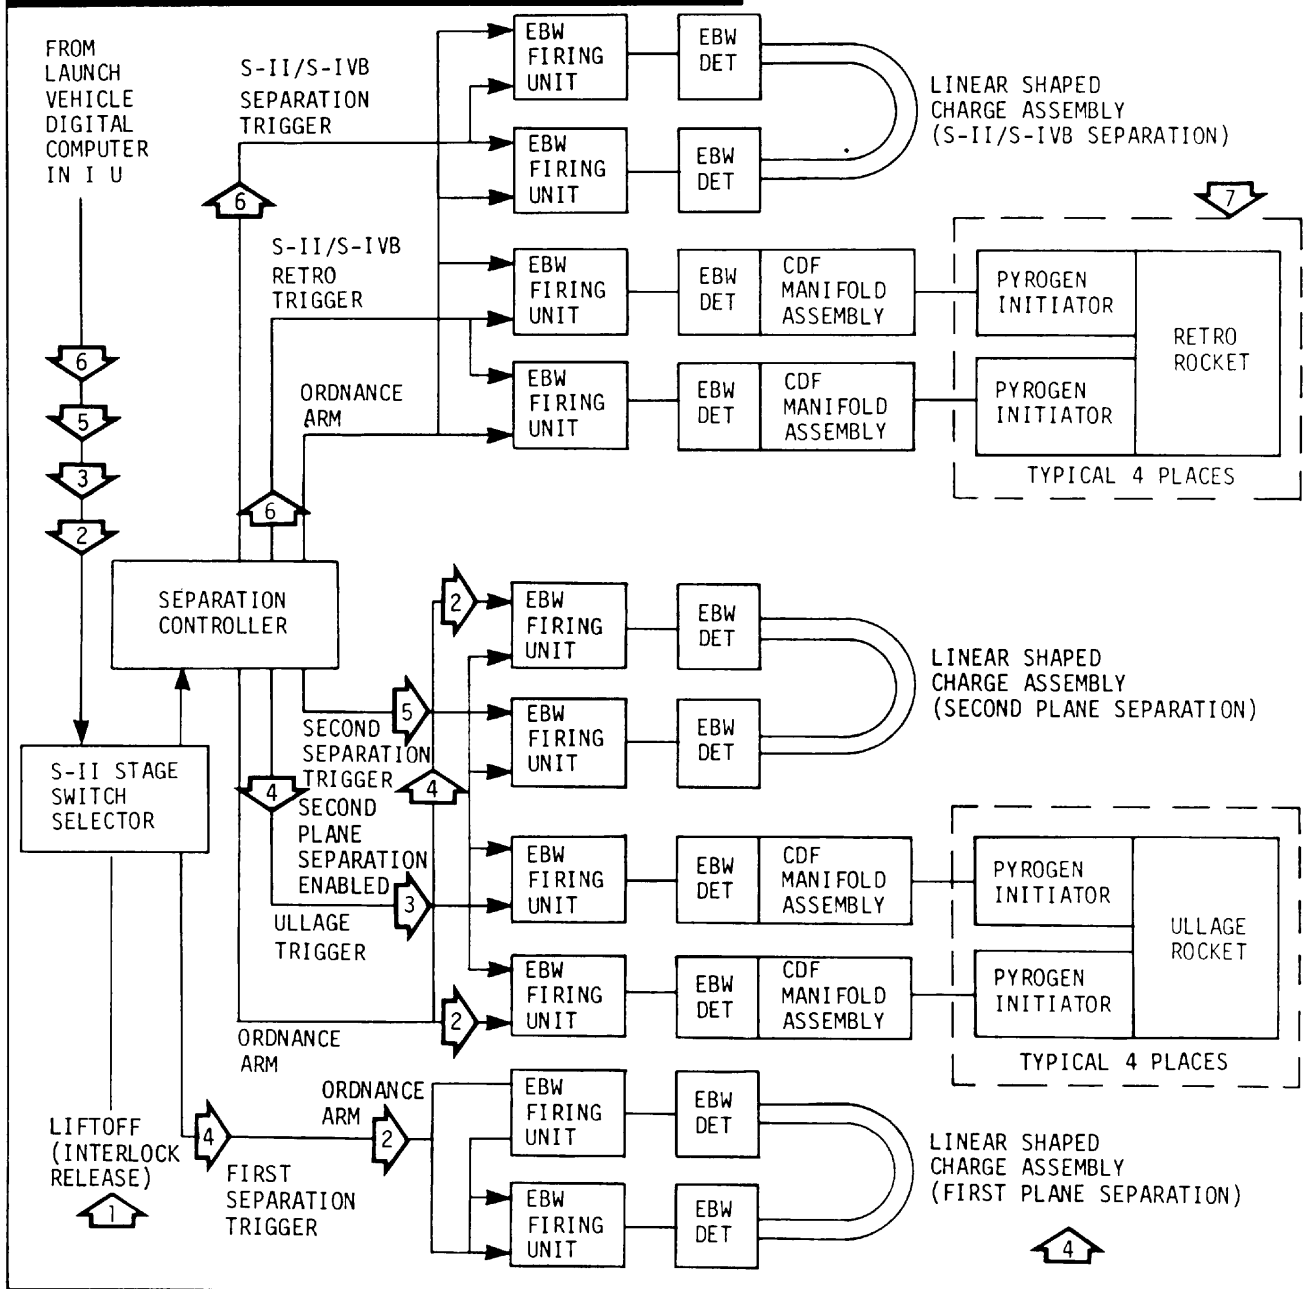 FROM
LAUNCH
VEHICLE
DIGITAL
COMPUTER
IN I U
6
5
3
2
S-II/S-IVB
SEPARATION
TRIGGER
6
S-II/S-IVB
RETRO
TRIGGER
ORDNANCE
ARM
6
EBW
FIRING
UNIT
EBW
DET
EBW
FIRING
UNIT
EBW
DET
LINEAR SHAPED
CHARGE ASSEMBLY
(S-II/S-IVB SEPARATION)
7
EBW
FIRING
UNIT
EBW
DET
CDF
MANIFOLD
ASSEMBLY
PYROGEN
INITIATOR
EBW
FIRING
UNIT
EBW
DET
CDF
MANIFOLD
ASSEMBLY
PYROGEN
INITIATOR
RETRO
ROCKET
TYPICAL 4 PLACES
SEPARATION
CONTROLLER
S-II STAGE
SWITCH
SELECTOR
2
5
SECOND
SEPARATION
TRIGGER
4
4
SECOND
PLANE
SEPARATION
ENABLED
3
ULLAGE
TRIGGER
2
ORDNANCE
ARM
EBW
FIRING
UNIT
EBW
DET
EBW
FIRING
UNIT
EBW
DET
LINEAR SHAPED
CHARGE ASSEMBLY
(SECOND PLANE SEPARATION)
EBW
FIRING
UNIT
EBW
DET
CDF
MANIFOLD
ASSEMBLY
PYROGEN
INITIATOR
EBW
FIRING
UNIT
EBW
DET
CDF
MANIFOLD
ASSEMBLY
PYROGEN
INITIATOR
ULLAGE
ROCKET
TYPICAL 4 PLACES
LIFTOFF
(INTERLOCK
RELEASE)
1
4
FIRST
SEPARATION
TRIGGER
ORDNANCE
ARM
2
EBW
FIRING
UNIT
EBW
DET
EBW
FIRING
UNIT
EBW
DET
LINEAR SHAPED
CHARGE ASSEMBLY
(FIRST PLANE SEPARATION)
4